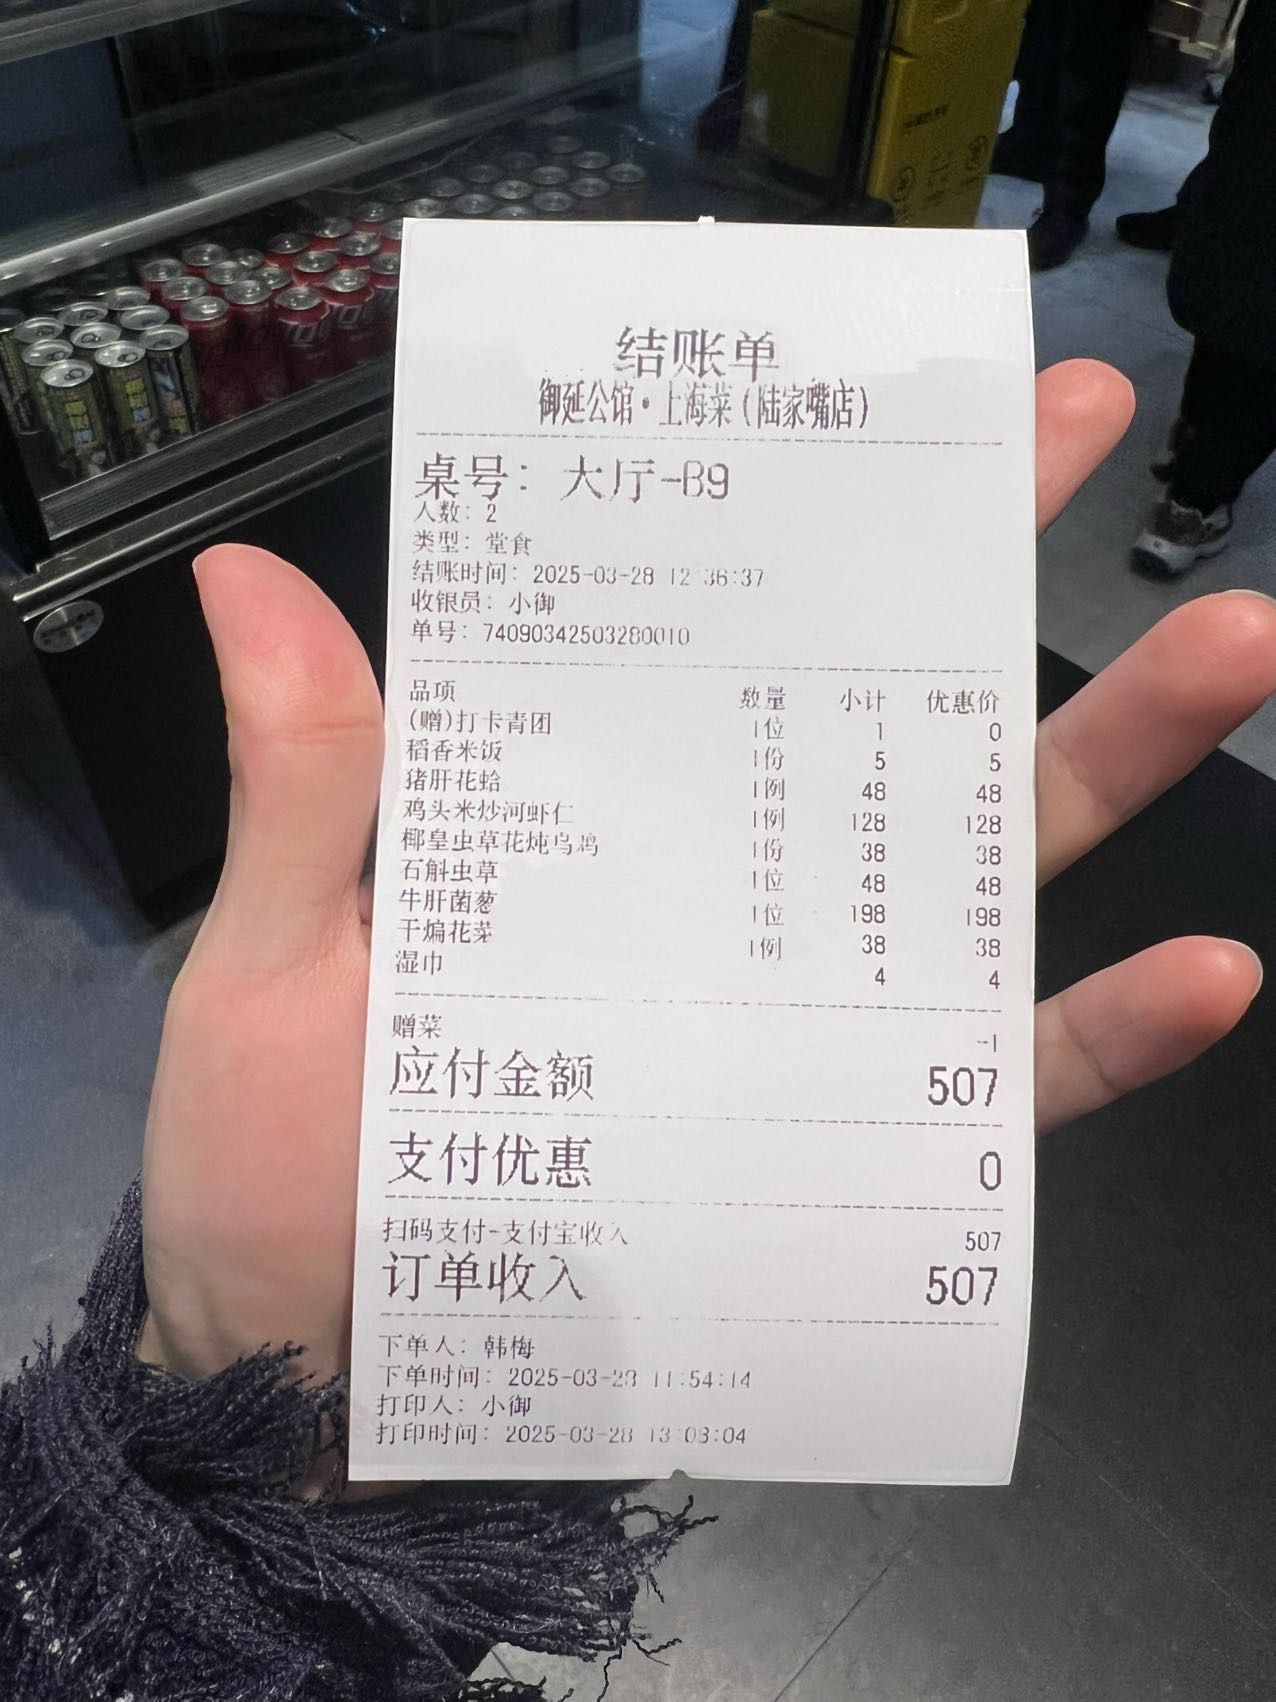 结账单
御延公馆·上海菜(陆家嘴店)
桌号: 大厅-B9
人数: 2
类型: 堂食
结账时间: 2025-03-28 12:36:37
收银员: 小御
单号: 74090342503280010
品项 数量 小计 优惠价
(赠)打卡青团 1位 1 0
稻香米饭 1份 5 5
猪肝花蛤 1例 48 48
鸡头米炒河虾仁 1例 128 128
椰皇虫草花炖乌鸡 1份 38 38
石斛虫草 1位 48 48
牛肝菌葱 1位 198 198
干煸花菜 1例 38 38
湿巾 4 4
赠菜 -1
应付金额 507
支付优惠 0
扫码支付-支付宝收入 507
订单收入 507
下单人: 韩梅
下单时间: 2025-03-28 11:54:14
打印人: 小御
打印时间: 2025-03-28 13:08:04